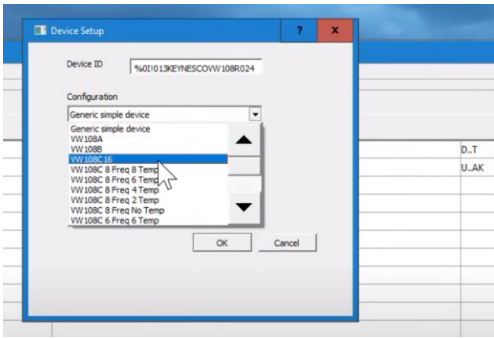 Device Setup
?
x
Device ID
%0I!013KEYNESCOVW108R024
Configuration
Generic simple device
Generic simple device
VW108A
VW108B
VW108C16
VW108C 8 Freq 8 Temp
VW108C 8 Freq 6 Temp
VW108C 8 Freq 4 Temp
VW108C 8 Freq 2 Temp
VW108C 8 Freq No Temp
VW108C 6 Freq 6 Temp
OK
Cancel
D..T
U..AK